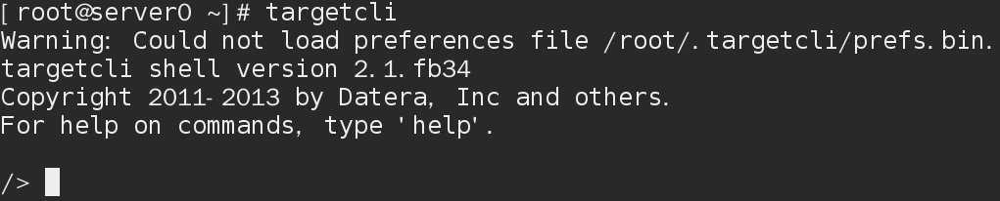 [root@server0 ~]# targetcli
Warning: Could not load preferences file /root/.targetcli/prefs.bin.
targetcli shell version 2.1.fb34
Copyright 2011-2013 by Datera, Inc and others.
For help on commands, type 'help'.
/>